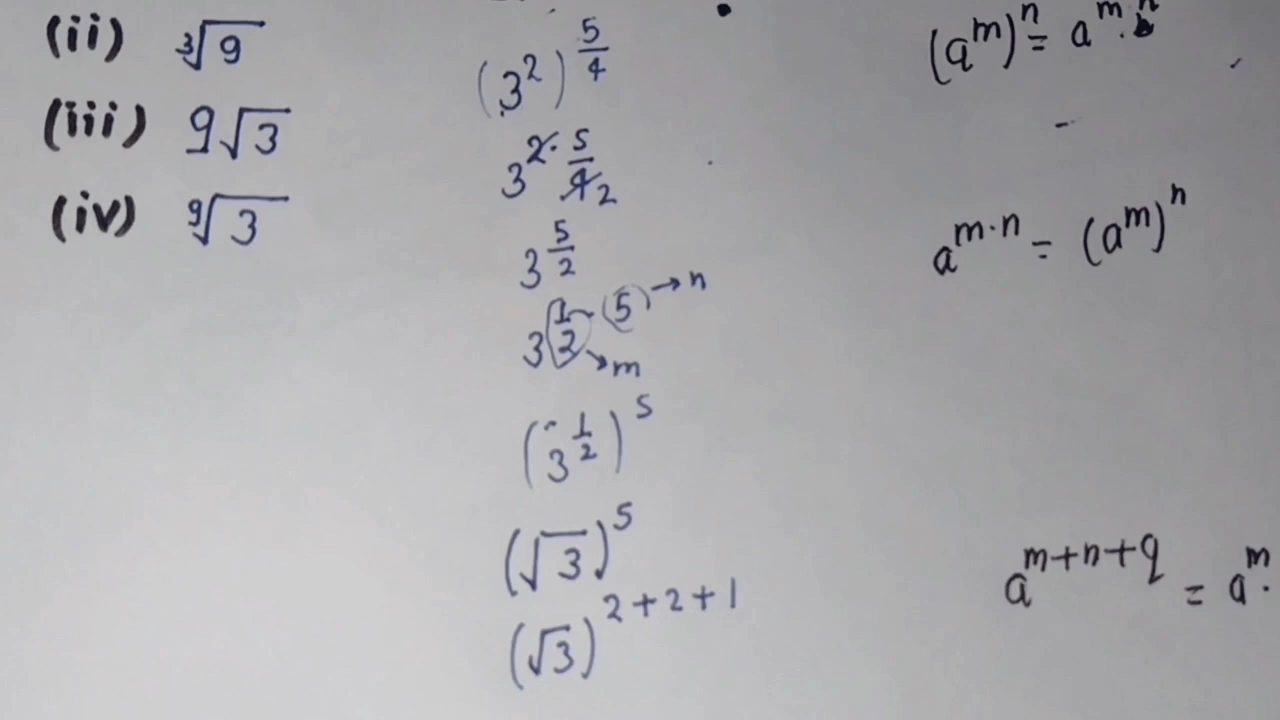 (ii) ∛9
(iii) 9√3
(iv) ⁹√3
(3²)^(5/4)
3^(2·5/4) 2
3^(5/2)
3^(1/2·(5)) → n
→ m
(3^(1/2))^5
(√3)^5
(√3)^(2+2+1)
(a^m)^n = a^(m·n)
a^(m·n) = (a^m)^n
a^(m+n+q) = a^m ·